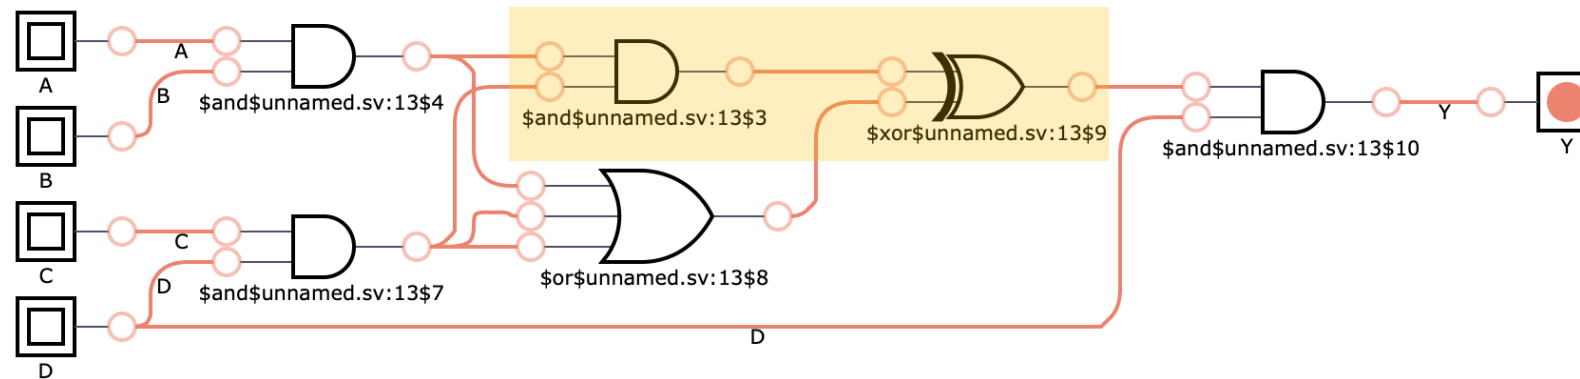 A
A
B
$and$unnamed.sv:13$4
$and$unnamed.sv:13$3
$xor$unnamed.sv:13$9
$and$unnamed.sv:13$10
Y
Y
B
C
C
D
$and$unnamed.sv:13$7
$or$unnamed.sv:13$8
D
D